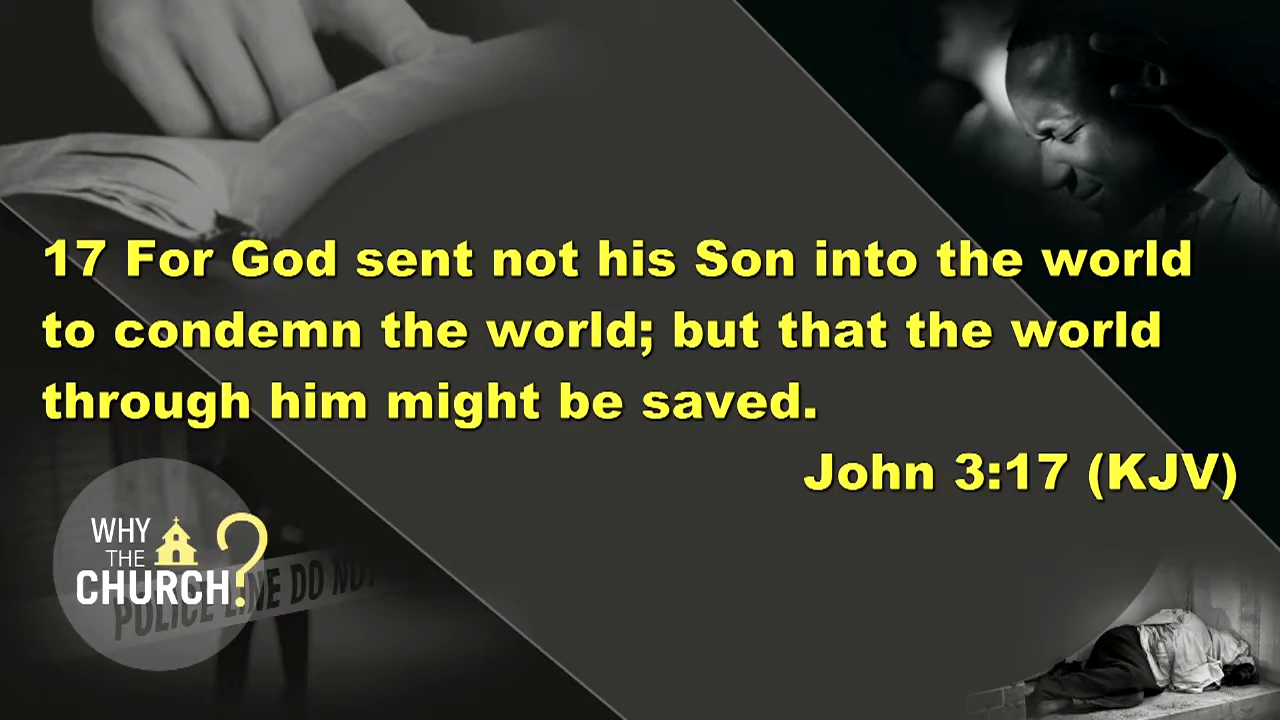 17 For God sent not his Son into the world
to condemn the world; but that the world
through him might be saved.
John 3:17 (KJV)
WHY
THE
CHURCH?
POLICE LINE DO NOT